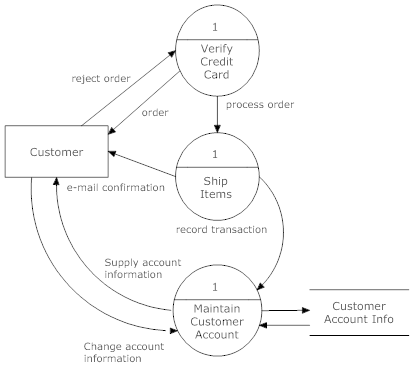 1
Verify
Credit
Card
reject order
order
process order
Customer
1
Ship
Items
e-mail confirmation
record transaction
Supply account
information
1
Maintain
Customer
Account
Customer
Account Info
Change account
information